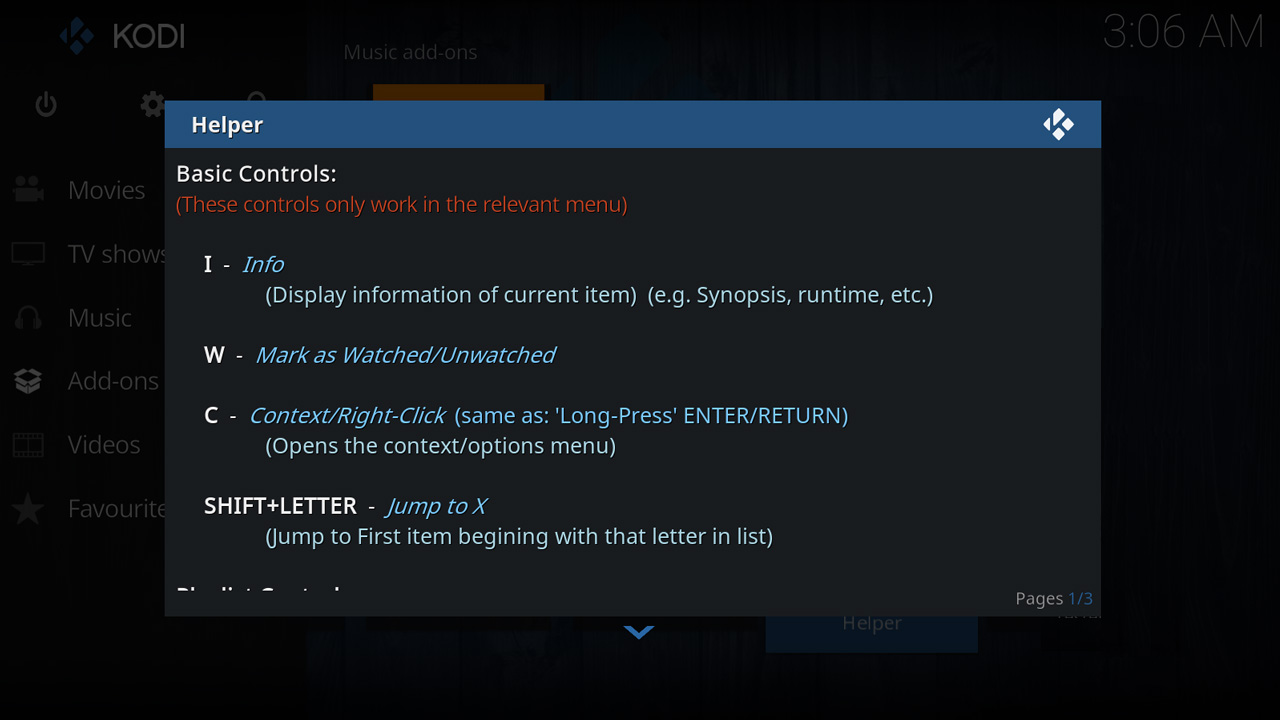 KODI
3:06 AM
Music add-ons
Helper
Movies
TV shows
Music
Add-ons
Videos
Favourite
Basic Controls:
(These controls only work in the relevant menu)
I - Info
(Display information of current item) (e.g. Synopsis, runtime, etc.)
W - Mark as Watched/Unwatched
C - Context/Right-Click (same as: 'Long-Press' ENTER/RETURN)
(Opens the context/options menu)
SHIFT+LETTER - Jump to X
(Jump to First item begining with that letter in list)
Pages 1/3
Helper